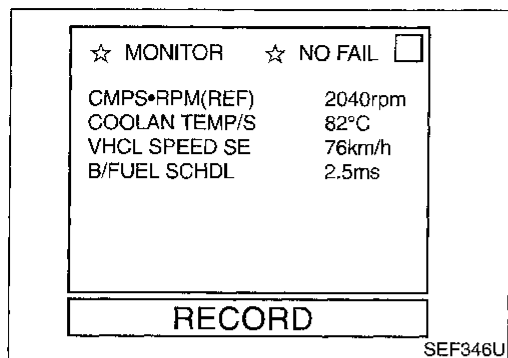 ☆ MONITOR ☆ NO FAIL
CMPS•RPM(REF) 2040rpm
COOLAN TEMP/S 82°C
VHCL SPEED SE 76km/h
B/FUEL SCHDL 2.5ms
RECORD
SEF346U